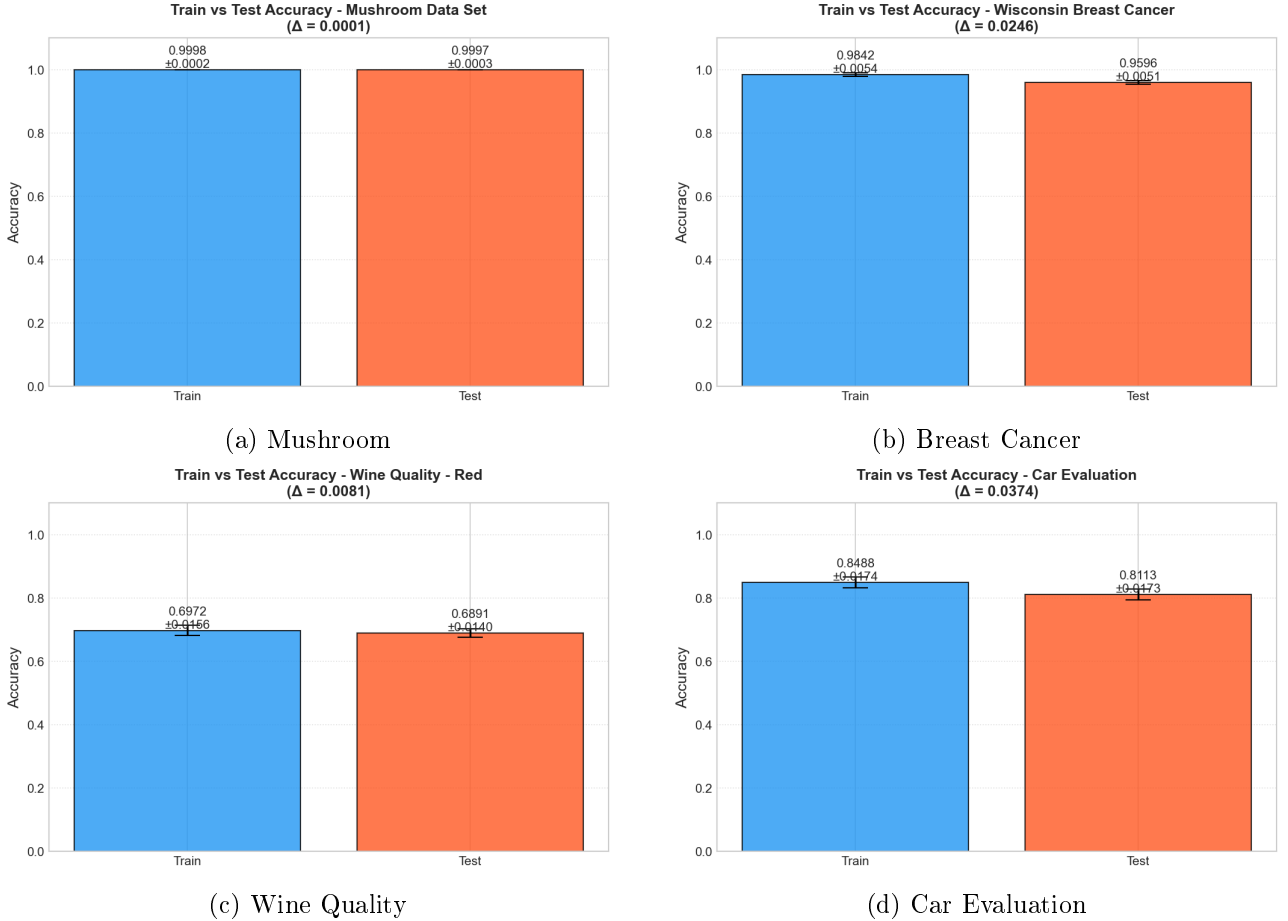 Train vs Test Accuracy - Mushroom Data Set
(Δ = 0.0001)
0.9998
±0.0002
0.9997
±0.0003
1.0
0.8
0.6
0.4
0.2
0.0
Accuracy
Train
Test
(a) Mushroom
Train vs Test Accuracy - Wisconsin Breast Cancer
(Δ = 0.0246)
0.9842
±0.0054
0.9596
±0.0051
1.0
0.8
0.6
0.4
0.2
0.0
Accuracy
Train
Test
(b) Breast Cancer
Train vs Test Accuracy - Wine Quality - Red
(Δ = 0.0081)
1.0
0.8
0.6972
±0.0156
0.6891
±0.0140
0.6
0.4
0.2
0.0
Accuracy
Train
Test
(c) Wine Quality
Train vs Test Accuracy - Car Evaluation
(Δ = 0.0374)
1.0
0.8488
±0.0174
0.8113
±0.0173
0.8
0.6
0.4
0.2
0.0
Accuracy
Train
Test
(d) Car Evaluation